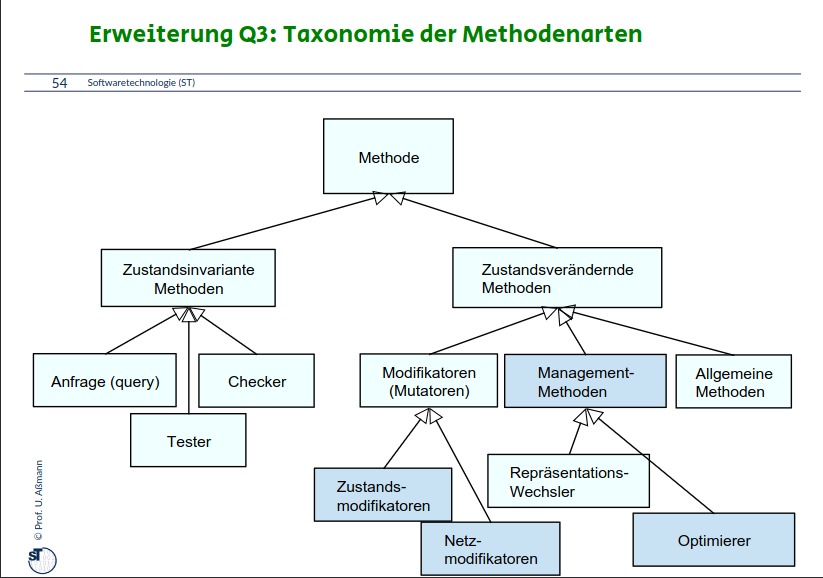 Erweiterung Q3: Taxonomie der Methodenarten
54 Softwaretechnologie (ST)
Methode
Zustandsinvariante
Methoden
Zustandsverändernde
Methoden
Anfrage (query)
Checker
Tester
Modifikatoren
(Mutatoren)
Management-
Methoden
Allgemeine
Methoden
Zustands-
modifikatoren
Netz-
modifikatoren
Repräsentations-
Wechsler
Optimierer
© Prof. U. Aßmann
ST